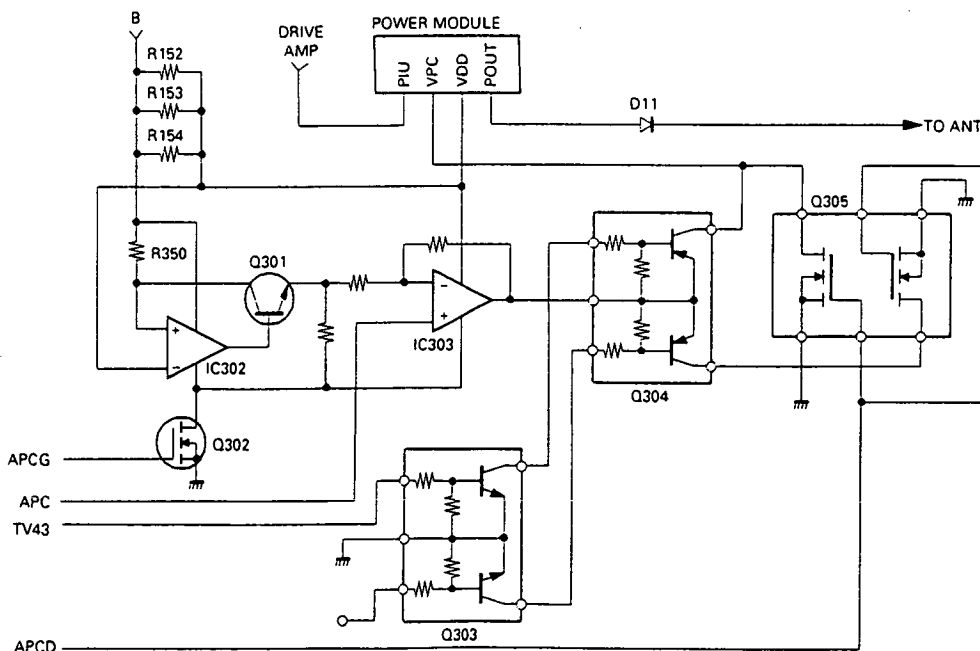 B
DRIVE
AMP
POWER MODULE
PIU
VPC
VDD
POUT
R152
R153
R154
D11
TO ANT
Q305
R350
Q301
+
-
IC302
-
+
IC303
Q304
Q302
APCG
APC
TV43
Q303
APCD